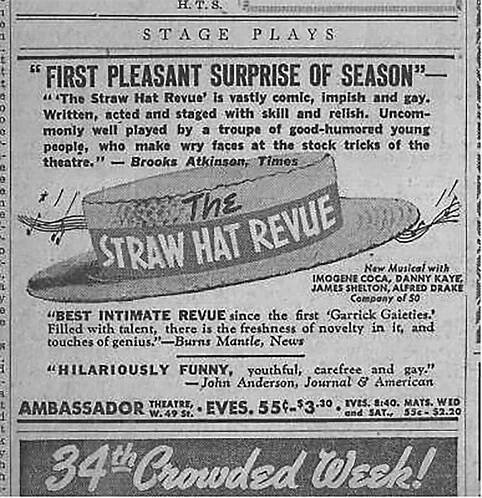 H. T. S.
STAGE PLAYS
"FIRST PLEASANT SURPRISE OF SEASON"—
"'The Straw Hat Revue' is vastly comic, impish and gay.
Written, acted and staged with skill and relish. Uncom-
monly well played by a troupe of good-humored young
people, who make wry faces at the stock tricks of the
theatre." — Brooks Atkinson, Times
The
STRAW HAT REVUE
New Musical with
IMOGENE COCA, DANNY KAYE,
JAMES SHELTON, ALFRED DRAKE
Company of 50
"BEST INTIMATE REVUE since the first 'Garrick Gaieties.'
Filled with talent, there is the freshness of novelty in it, and
touches of genius."—Burns Mantle, News
"HILARIOUSLY FUNNY, youthful, carefree and gay."
—John Anderson, Journal & American
AMBASSADOR THEATRE, W. 49 St. • EVES. 55¢-$3.30 • EVES. 8:40. MATS. WED and SAT., 55c - $2.20
34th Crowded Week!